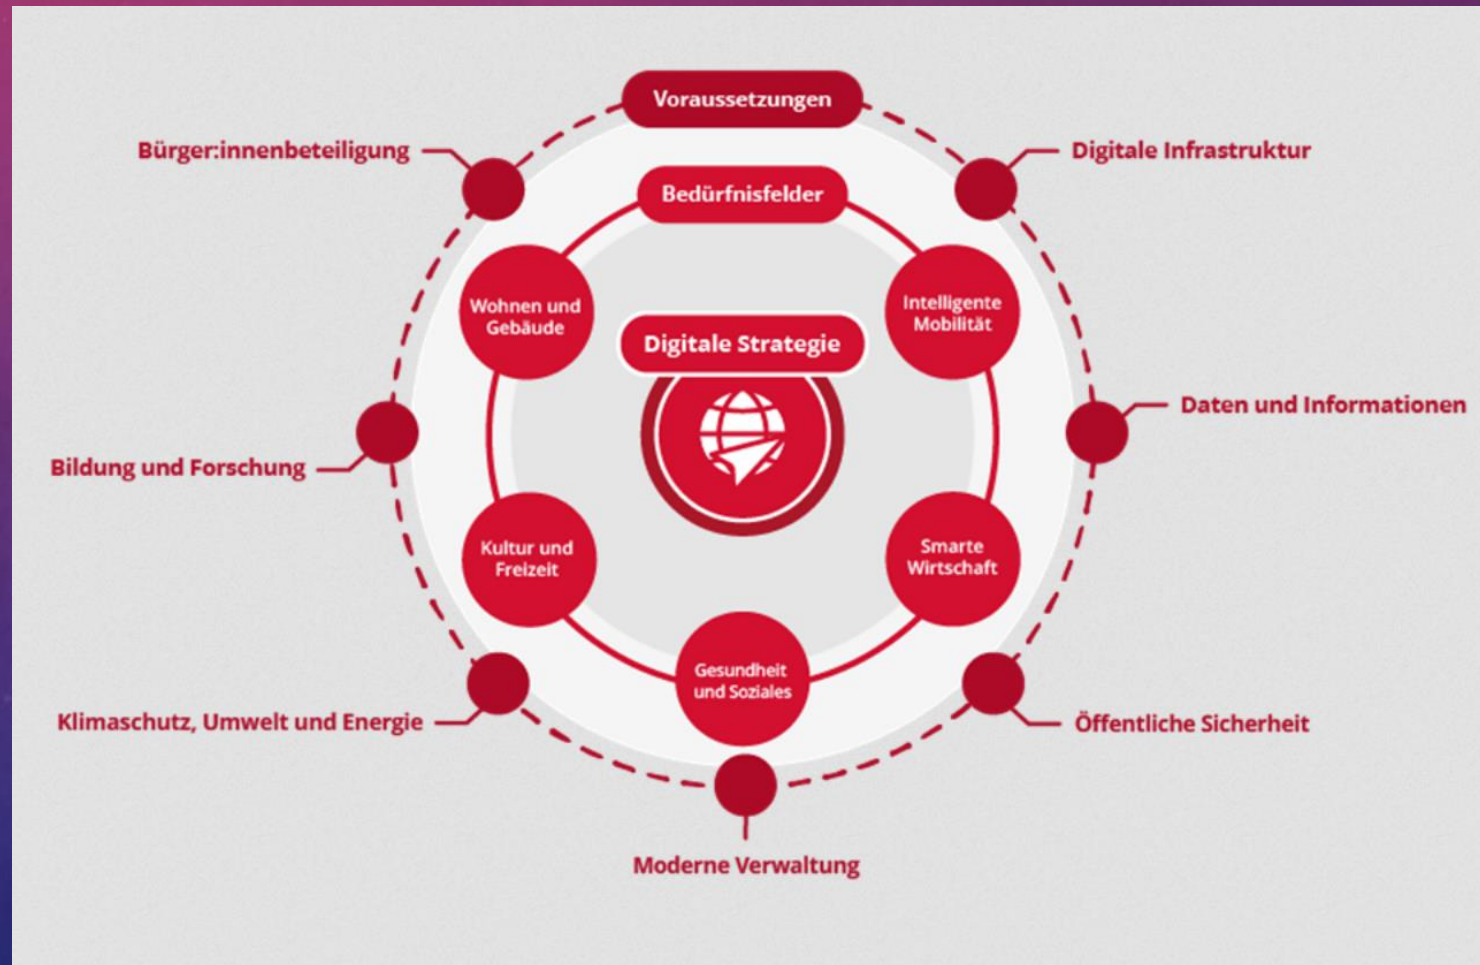 Voraussetzungen
Bürger:innenbeteiligung
Digitale Infrastruktur
Bedürfnisfelder
Wohnen und
Gebäude
Intelligente
Mobilität
Digitale Strategie
Daten und Informationen
Bildung und Forschung
Kultur und
Freizeit
Smarte
Wirtschaft
Gesundheit
und Soziales
Klimaschutz, Umwelt und Energie
Öffentliche Sicherheit
Moderne Verwaltung